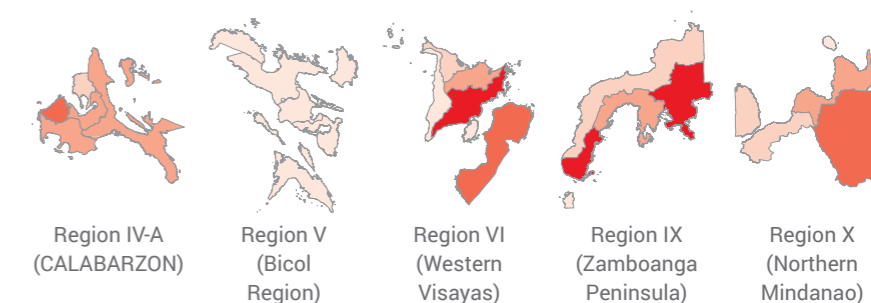 Region IV-A
(CALABARZON)
Region V
(Bicol
Region)
Region VI
(Western
Visayas)
Region IX
(Zamboanga
Peninsula)
Region X
(Northern
Mindanao)